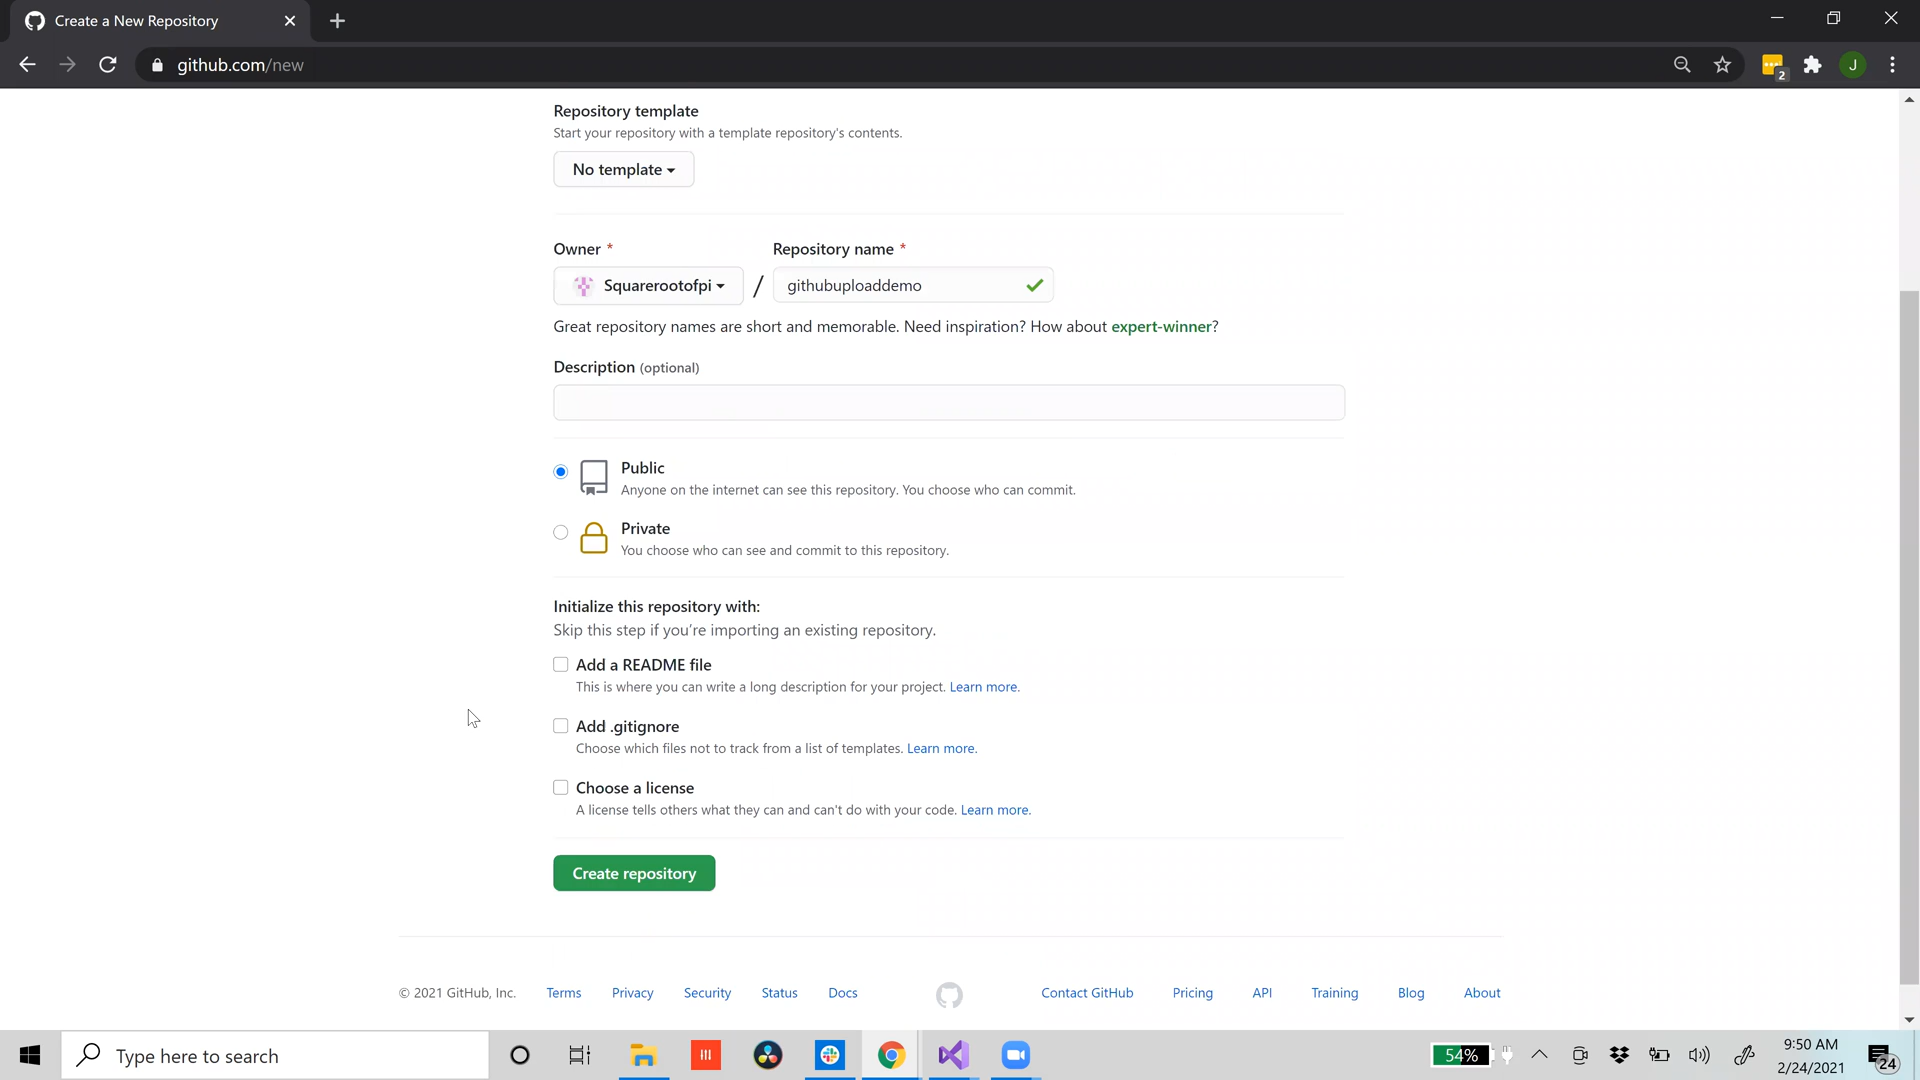 Create a New Repository
github.com/new
2
J
Repository template
Start your repository with a template repository's contents.
No template
Owner *
Repository name *
Squarerootofpi
/
githubuploaddemo
Great repository names are short and memorable. Need inspiration? How about expert-winner?
Description (optional)
Public
Anyone on the internet can see this repository. You choose who can commit.
Private
You choose who can see and commit to this repository.
Initialize this repository with:
Skip this step if you’re importing an existing repository.
Add a README file
This is where you can write a long description for your project. Learn more.
Add .gitignore
Choose which files not to track from a list of templates. Learn more.
Choose a license
A license tells others what they can and can't do with your code. Learn more.
Create repository
© 2021 GitHub, Inc. Terms Privacy Security Status Docs Contact GitHub Pricing API Training Blog About
Type here to search
54%
9:50 AM
2/24/2021
24